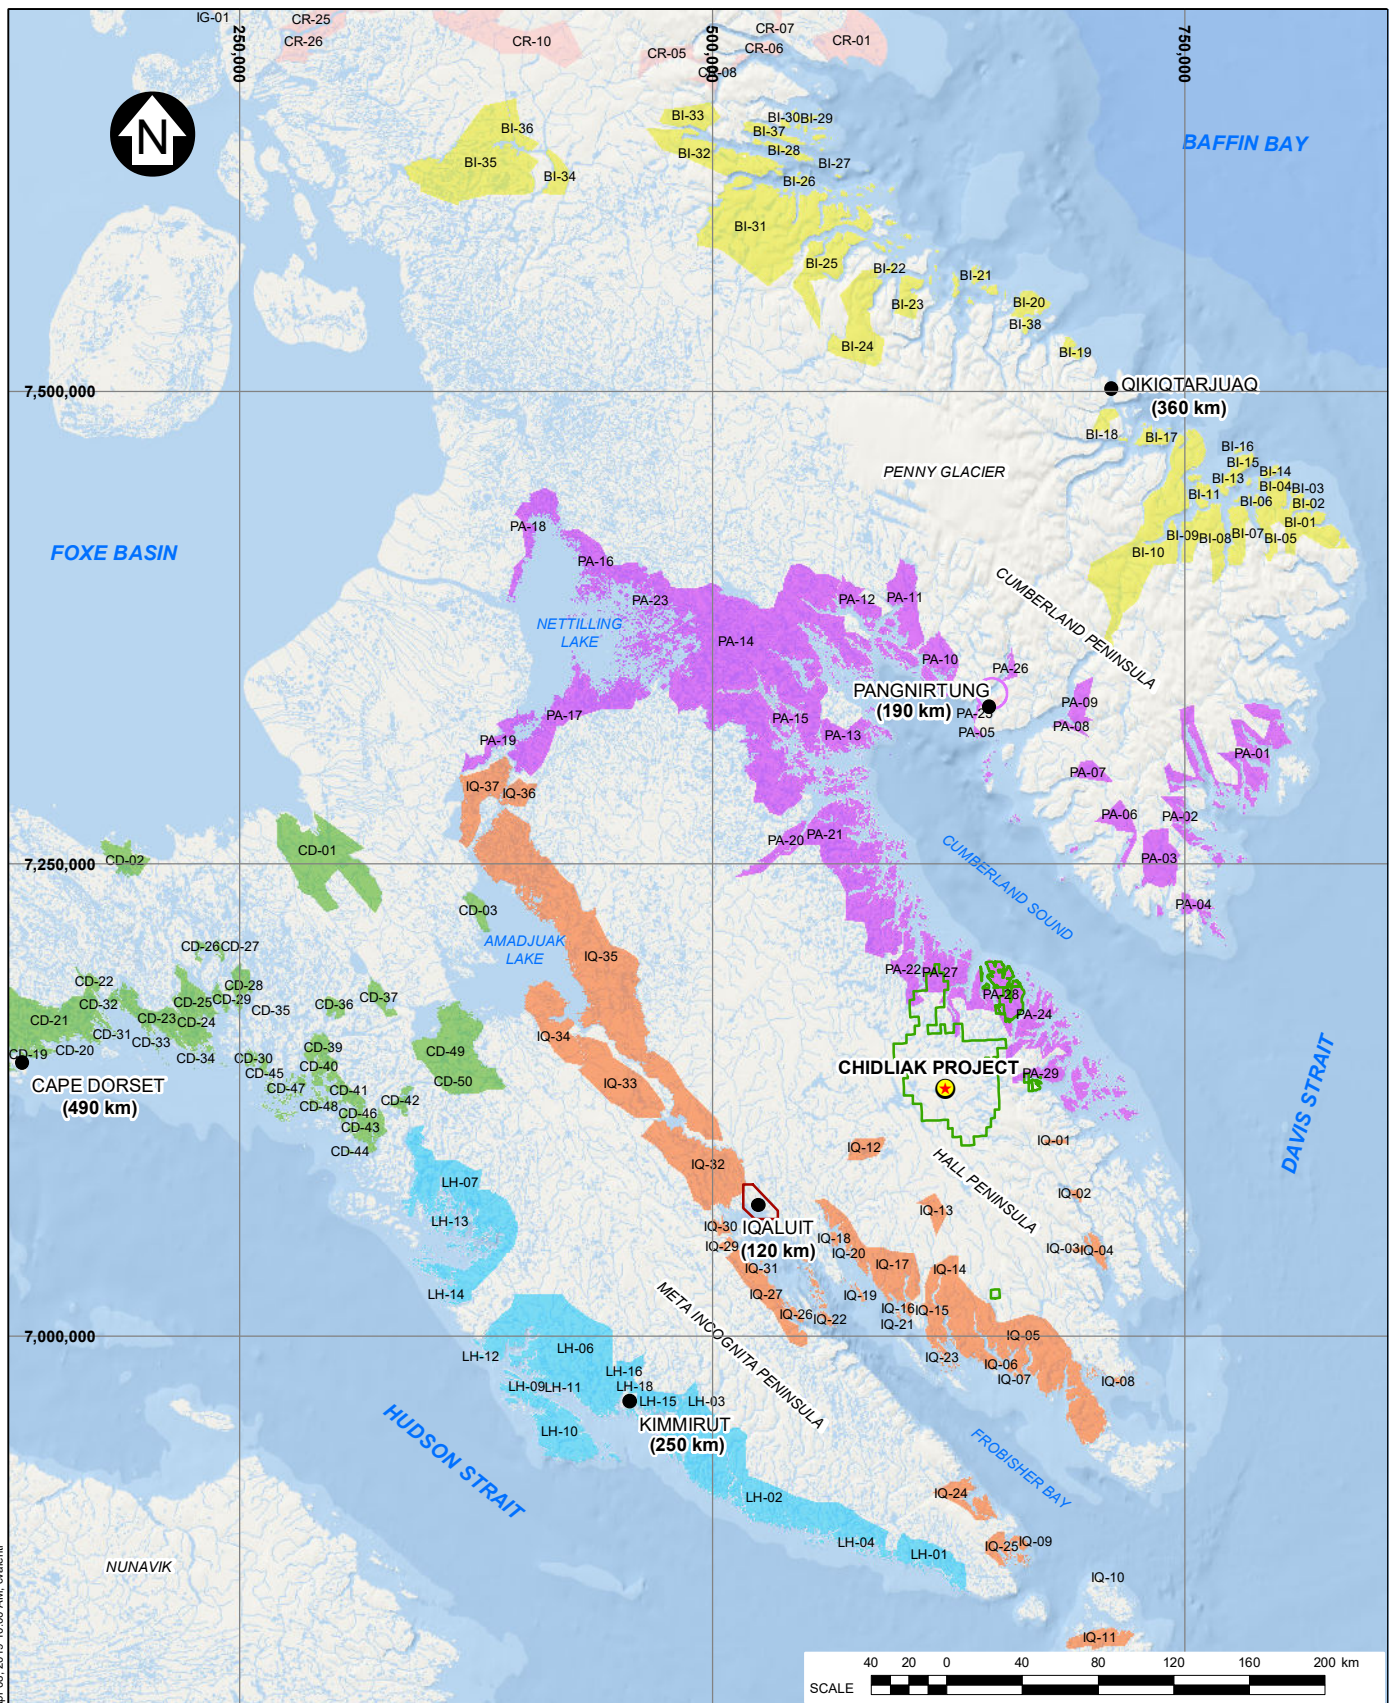 IG-01
CR-25
CR-26
CR-10
CR-05
CR-07
CR-06
CR-08
CR-01
250,000
500,000
750,000
N
BAFFIN BAY
BI-36
BI-35
BI-34
BI-33
BI-32
BI-30
BI-29
BI-37
BI-28
BI-27
BI-26
BI-31
BI-25
BI-22
BI-21
BI-23
BI-20
BI-38
BI-24
BI-19
7,500,000
QIKIQTARJUAQ
(360 km)
BI-18
BI-17
BI-16
BI-15
BI-14
BI-13
BI-04
BI-03
BI-11
BI-06
BI-02
BI-01
BI-09
BI-08
BI-07
BI-05
BI-10
PENNY GLACIER
FOXE BASIN
PA-18
PA-16
PA-23
NETTILLING
LAKE
PA-14
PA-12
PA-11
PA-10
PA-26
CUMBERLAND PENINSULA
PANGNIRTUNG
(190 km)
PA-25
PA-05
PA-09
PA-08
PA-17
PA-15
PA-13
PA-19
PA-01
PA-07
IQ-37
IQ-36
PA-06
PA-02
PA-20
PA-21
PA-03
PA-04
CUMBERLAND SOUND
CD-01
CD-02
7,250,000
CD-03
AMADJUAK
LAKE
IQ-35
CD-26
CD-27
CD-22
CD-28
CD-32
CD-25
CD-29
CD-35
CD-36
CD-37
CD-21
CD-23
CD-24
CD-31
CD-33
CD-20
CD-19
CD-34
CD-30
CD-39
CD-45
CD-40
CD-49
CD-50
CD-47
CD-41
CD-42
CD-48
CD-46
CD-43
CD-44
CAPE DORSET
(490 km)
PA-22
PA-27
PA-28
PA-24
PA-29
IQ-34
IQ-33
CHIDLIAK PROJECT
DAVIS STRAIT
IQ-32
IQ-12
IQ-01
HALL PENINSULA
IQ-02
IQ-13
IQ-03
IQ-04
LH-07
LH-13
LH-14
IQ-30
IQ-29
IQALUIT
(120 km)
IQ-18
IQ-20
IQ-17
IQ-14
IQ-31
IQ-27
IQ-19
IQ-16
IQ-15
IQ-26
IQ-22
IQ-21
IQ-05
7,000,000
META INCOGNITA PENINSULA
IQ-23
IQ-06
IQ-07
IQ-08
LH-06
LH-12
LH-16
LH-09
LH-11
LH-18
LH-15
LH-03
LH-10
KIMMIRUT
(250 km)
HUDSON STRAIT
FROBISHER BAY
LH-02
LH-04
LH-01
IQ-24
IQ-25
IQ-09
IQ-10
IQ-11
NUNAVIK
40 20 0 40 80 120 160 200 km
SCALE